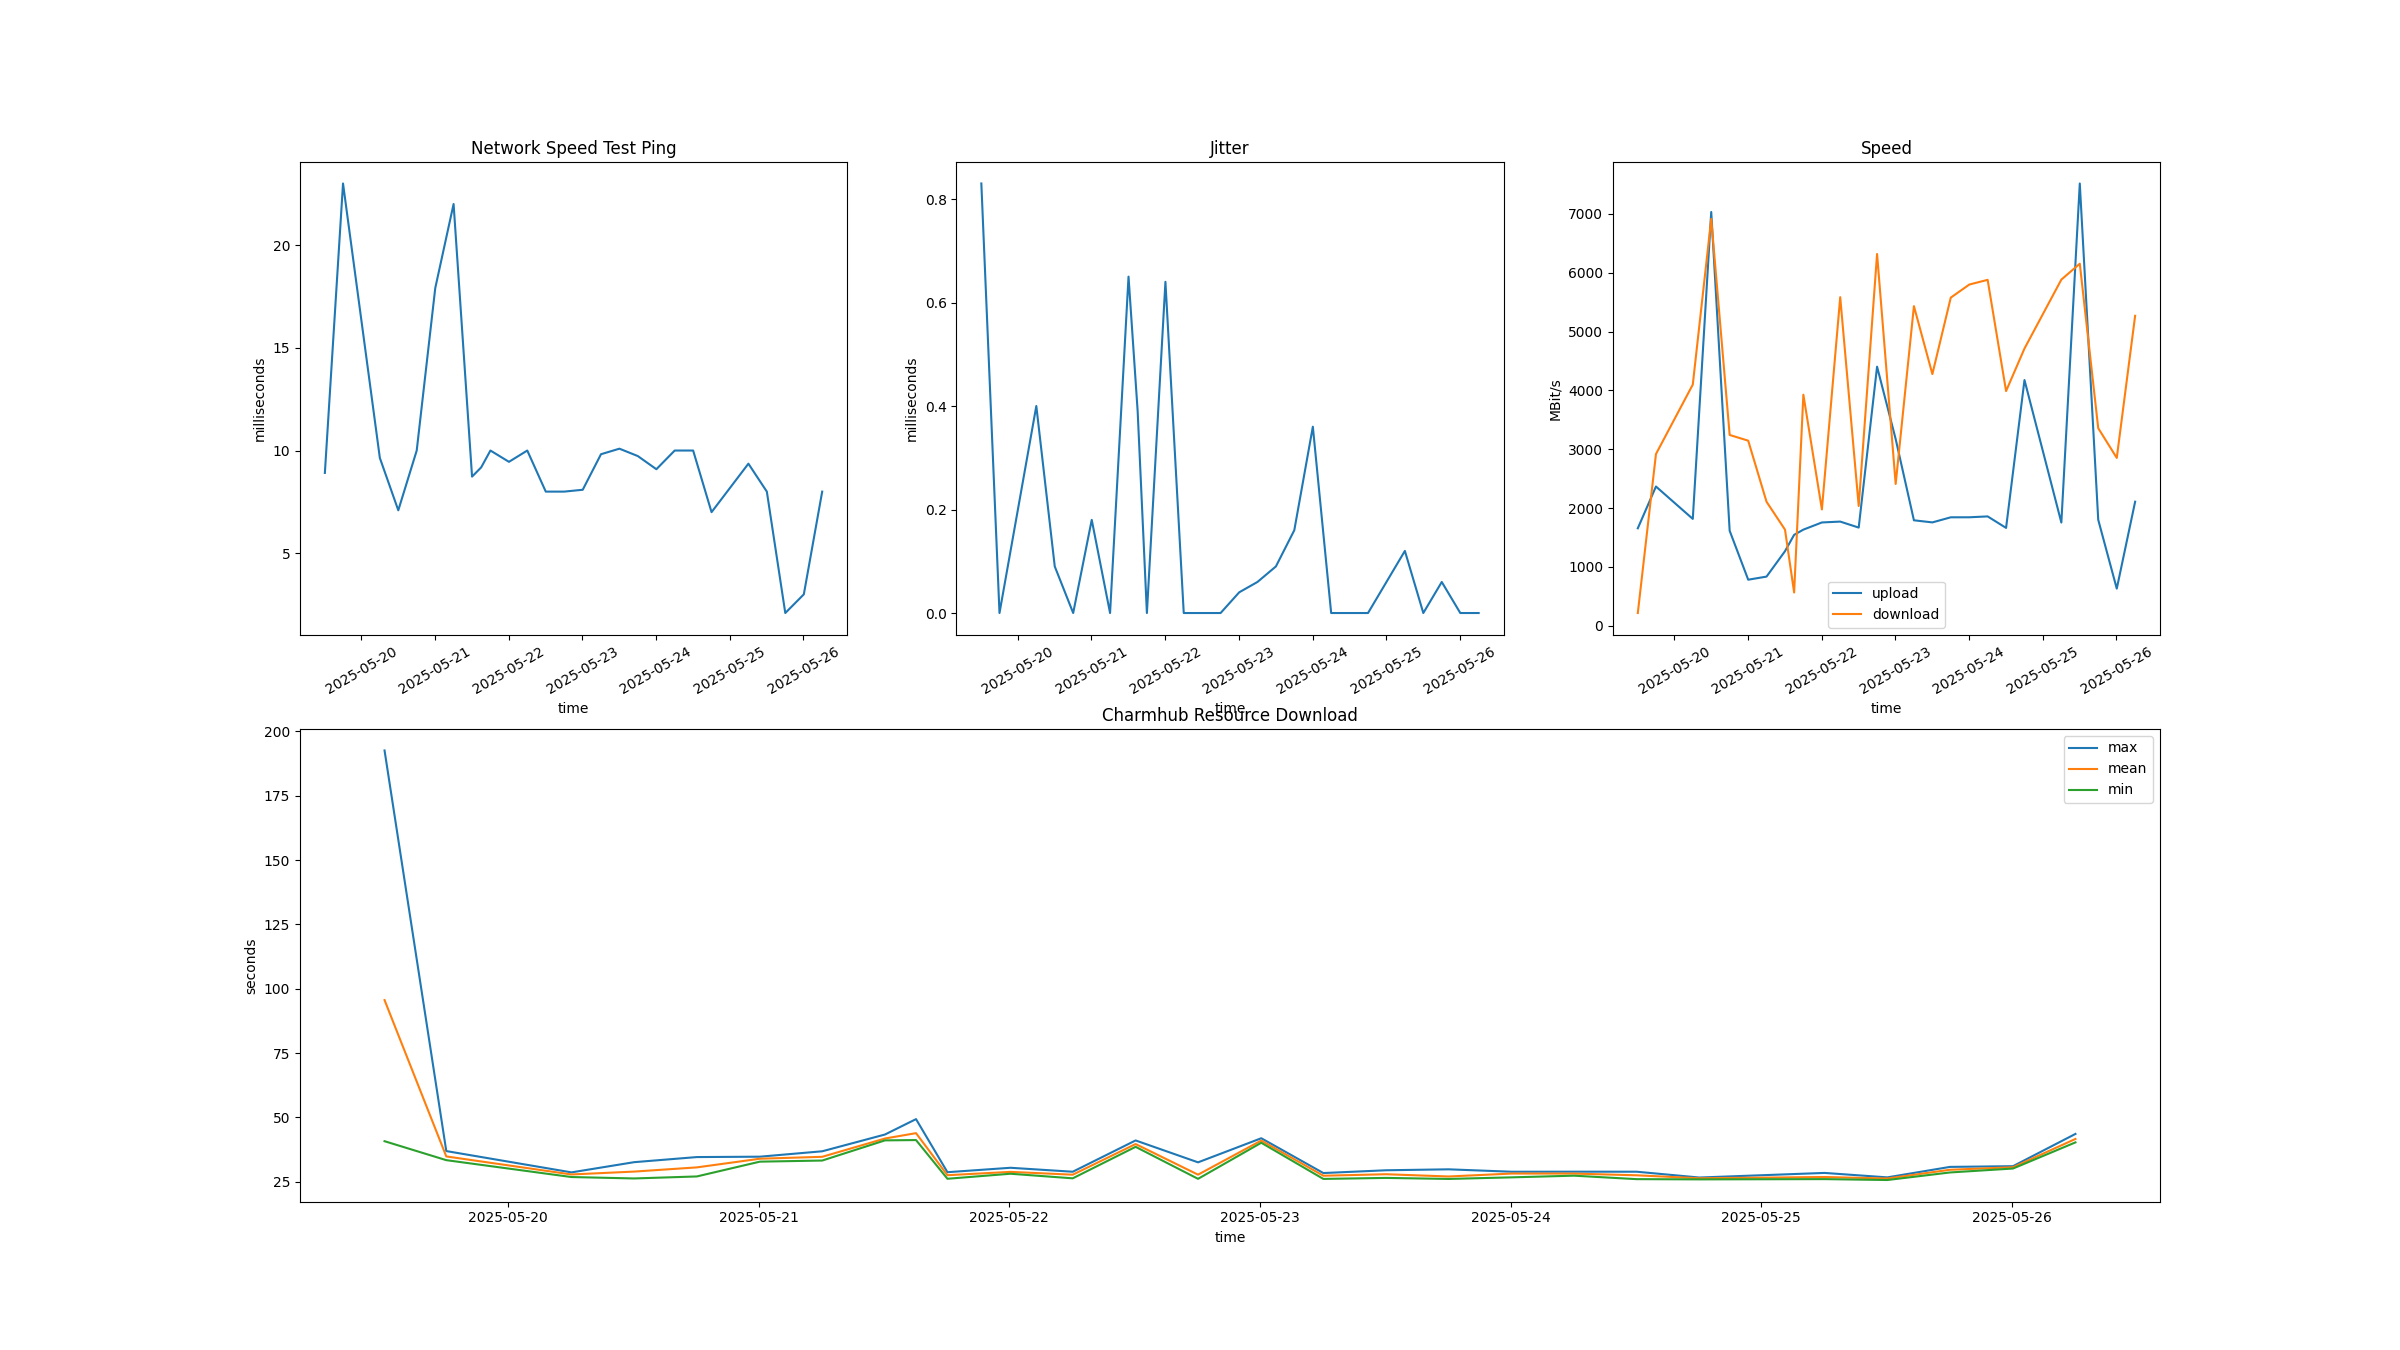 Network Speed Test Ping
milliseconds
20
15
10
5
2025-05-20 2025-05-21 2025-05-22 2025-05-23 2025-05-24 2025-05-25 2025-05-26
time
Jitter
milliseconds
0.8
0.6
0.4
0.2
0.0
2025-05-20 2025-05-21 2025-05-22 2025-05-23 2025-05-24 2025-05-25 2025-05-26
time
Speed
MBit/s
7000
6000
5000
4000
3000
2000
1000
0
upload
download
2025-05-20 2025-05-21 2025-05-22 2025-05-23 2025-05-24 2025-05-25 2025-05-26
time
Charmhub Resource Download
seconds
200
175
150
125
100
75
50
25
max
mean
min
2025-05-20 2025-05-21 2025-05-22 2025-05-23 2025-05-24 2025-05-25 2025-05-26
time